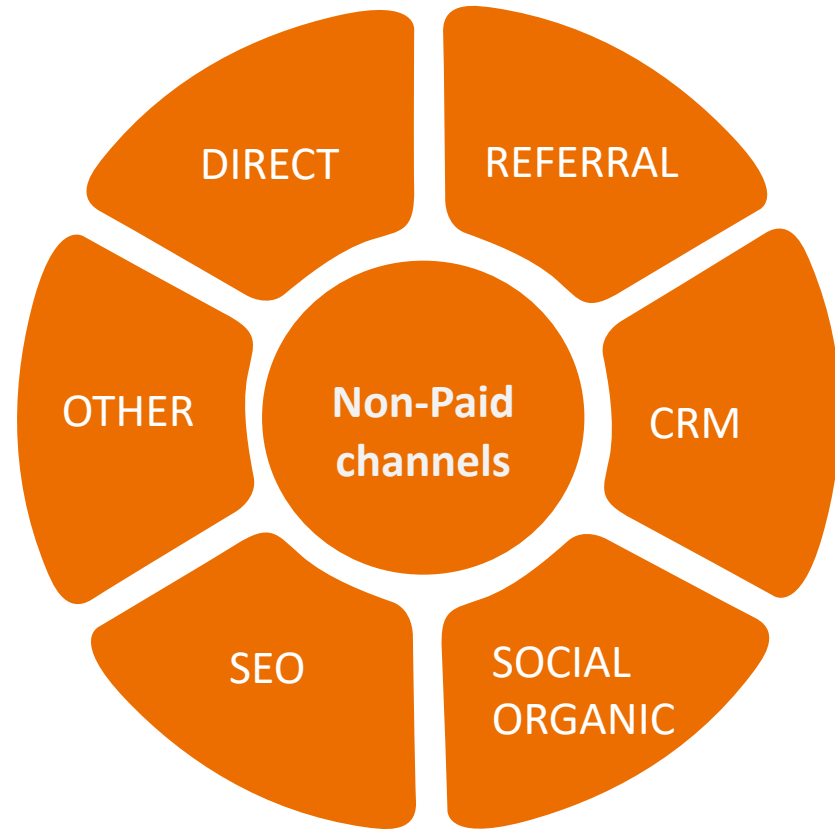 DIRECT
REFERRAL
OTHER
Non-Paid
channels
CRM
SEO
SOCIAL
ORGANIC